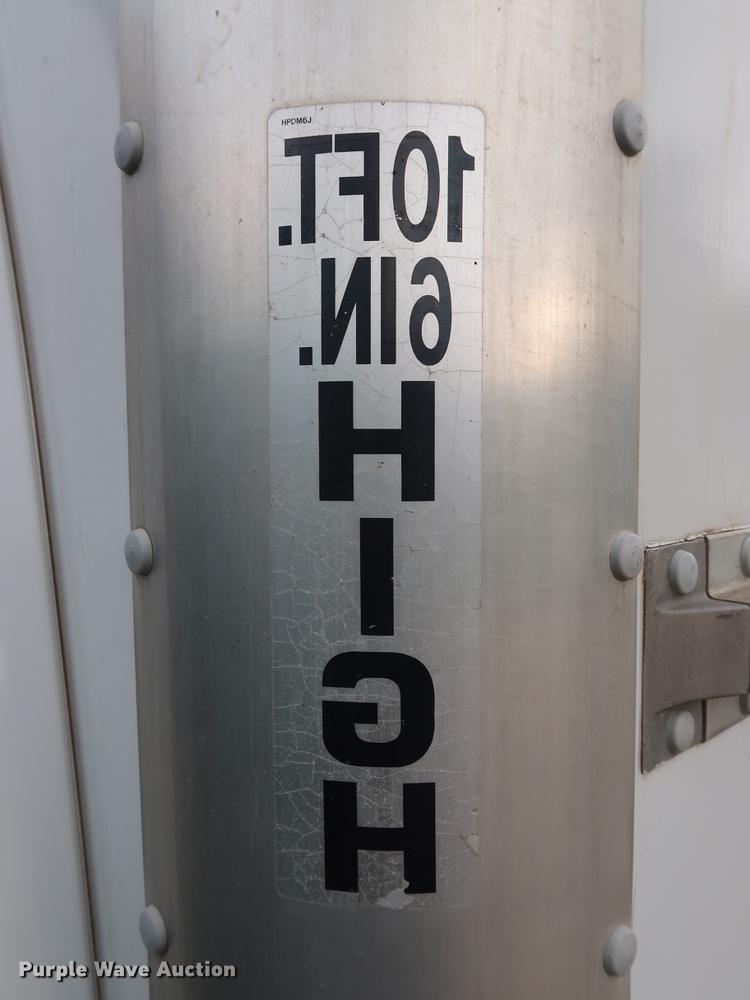 HPDM6J
10FT.
6IN.
H
I
G
H
Purple Wave Auction